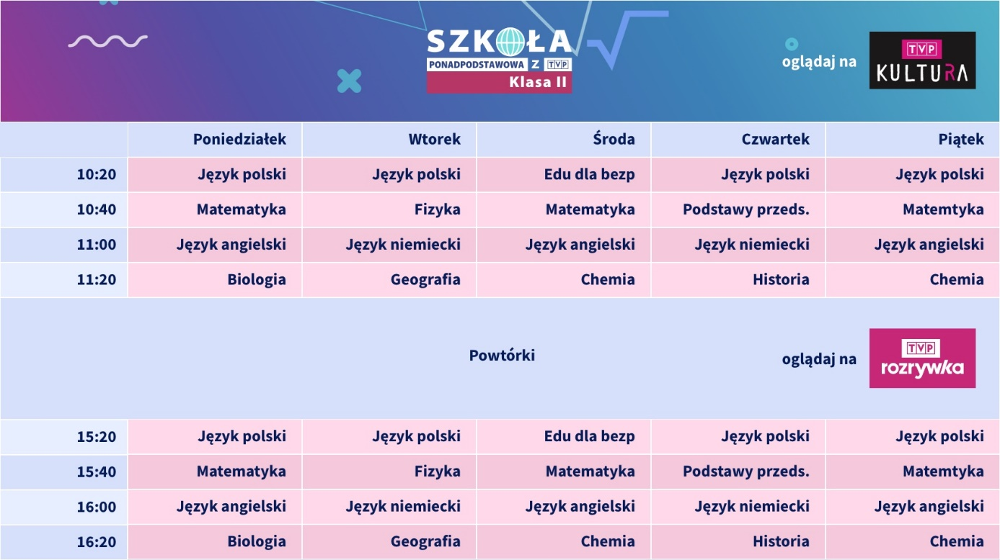 SZKOŁA
PONADPODSTAWOWA Z TVP
Klasa II
oglądaj na
TVP
KULTURA
Poniedziałek Wtorek Środa Czwartek Piątek
10:20 Język polski Język polski Edu dla bezp Język polski Język polski
10:40 Matematyka Fizyka Matematyka Podstawy przeds. Matemtyka
11:00 Język angielski Język niemiecki Język angielski Język niemiecki Język angielski
11:20 Biologia Geografia Chemia Historia Chemia
Powtórki
oglądaj na
TVP
rozrywka
15:20 Język polski Język polski Edu dla bezp Język polski Język polski
15:40 Matematyka Fizyka Matematyka Podstawy przeds. Matemtyka
16:00 Język angielski Język niemiecki Język angielski Język niemiecki Język angielski
16:20 Biologia Geografia Chemia Historia Chemia